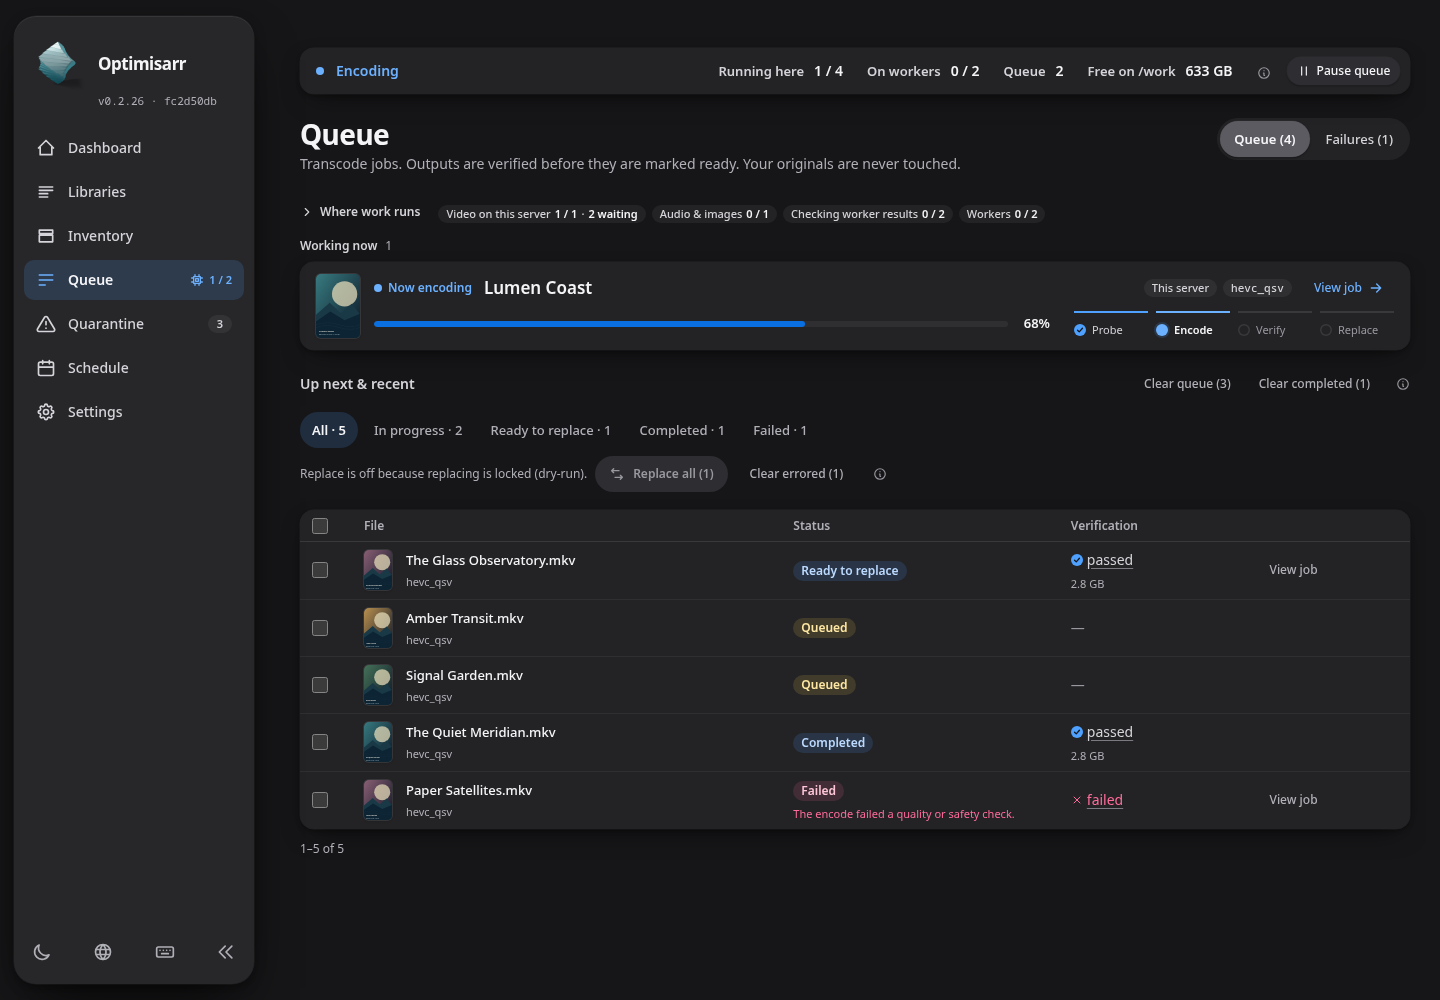 Optimisarr
v0.2.26 · fc2d50db
Dashboard
Libraries
Inventory
Queue 1 / 2
Quarantine 3
Schedule
Settings
Encoding Running here 1 / 4 On workers 0 / 2 Queue 2 Free on /work 633 GB Pause queue
Queue
Transcode jobs. Outputs are verified before they are marked ready. Your originals are never touched.
Queue (4) Failures (1)
Where work runs Video on this server 1 / 1 · 2 waiting Audio & images 0 / 1 Checking worker results 0 / 2 Workers 0 / 2
Working now 1
Now encoding Lumen Coast This server hevc_qsv View job
68% Probe Encode Verify Replace
Up next & recent Clear queue (3) Clear completed (1)
All · 5 In progress · 2 Ready to replace · 1 Completed · 1 Failed · 1
Replace is off because replacing is locked (dry-run). Replace all (1) Clear errored (1)
File Status Verification
The Glass Observatory.mkv
hevc_qsv
Ready to replace
passed
2.8 GB
View job
Amber Transit.mkv
hevc_qsv
Queued
—
Signal Garden.mkv
hevc_qsv
Queued
—
The Quiet Meridian.mkv
hevc_qsv
Completed
passed
2.8 GB
Paper Satellites.mkv
hevc_qsv
Failed
The encode failed a quality or safety check.
failed
View job
1–5 of 5